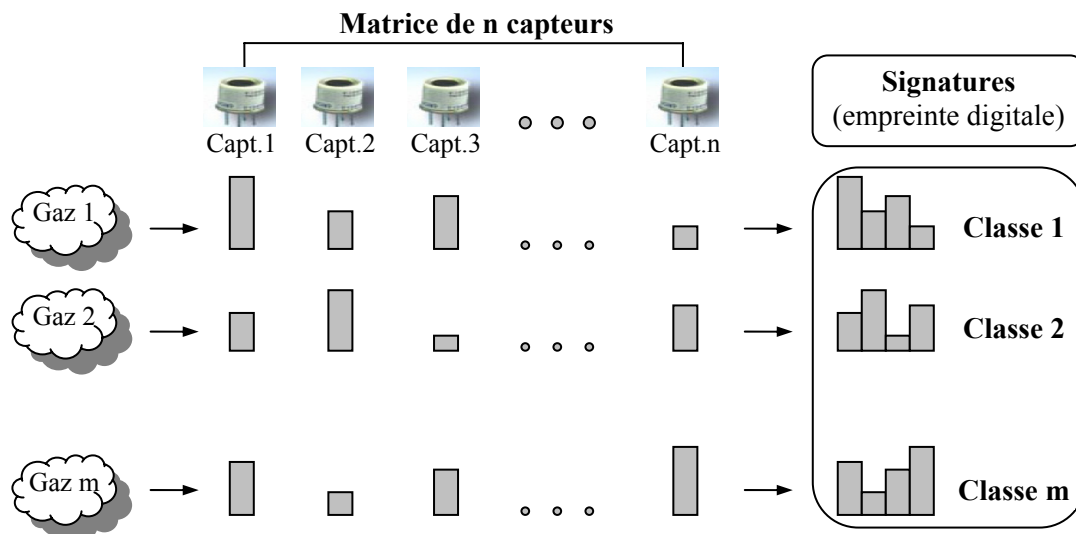 Matrice de n capteurs
Signatures
(empreinte digitale)
Capt.1 Capt.2 Capt.3 Capt.n
Gaz 1
Classe 1
Gaz 2
Classe 2
Gaz m
Classe m